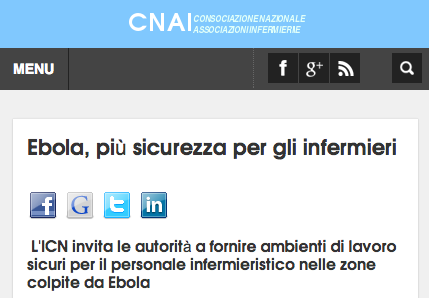 CNAI CONSOCIAZIONE NAZIONALE
ASSOCIAZIONI INFERMIERIE
MENU
f g+
Ebola, più sicurezza per gli infermieri
f G t in
L'ICN invita le autorità a fornire ambienti di lavoro
sicuri per il personale infermieristico nelle zone
colpite da Ebola